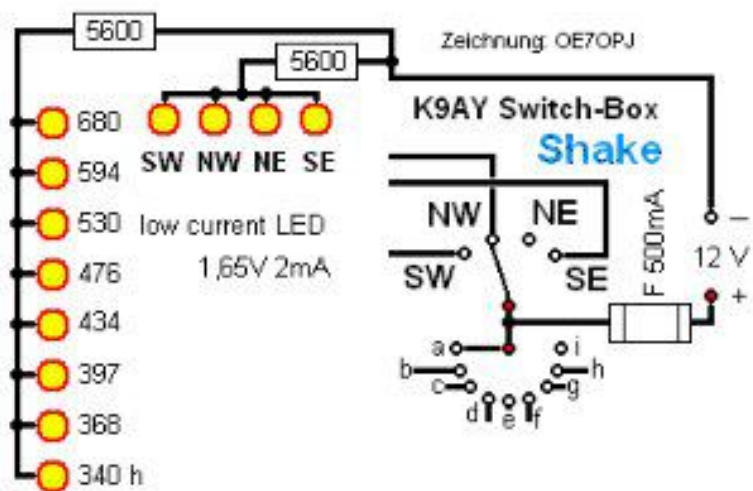 5600
5600
Zeichnung: OE7OPJ
K9AY Switch-Box
Shake
680
594
530
476
434
397
368
340 h
SW NW NE SE
low current LED
1,65V 2mA
NW NE
SW SE
F 500mA
–
12 V
+
a i
b h
c g
d e f